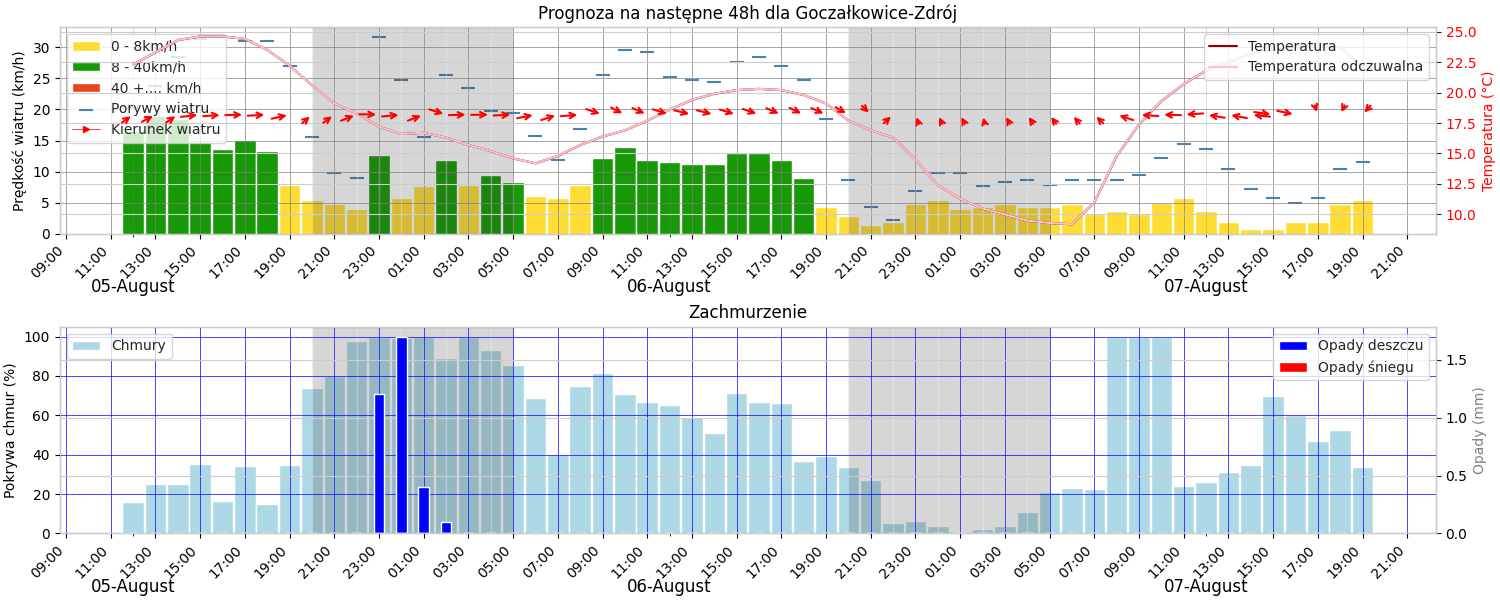 Prognoza na następne 48h dla Goczałkowice-Zdrój
Prędkość wiatru (km/h)
30
25
20
15
10
5
0
0 - 8km/h
8 - 40km/h
40 +.... km/h
Porywy wiatru
Kierunek wiatru
Temperatura
Temperatura odczuwalna
25.0
22.5
20.0
17.5
15.0
12.5
10.0
Temperatura (°C)
09:00 11:00 13:00 15:00 17:00 19:00 21:00 23:00 01:00 03:00 05:00 07:00 09:00 11:00 13:00 15:00 17:00 19:00 21:00 23:00 01:00 03:00 05:00 07:00 09:00 11:00 13:00 15:00 17:00 19:00 21:00
05-August 06-August 07-August
Zachmurzenie
Pokrywa chmur (%)
100
80
60
40
20
0
Chmury
Opady deszczu
Opady śniegu
1.5
1.0
0.5
0.0
Opady (mm)
09:00 11:00 13:00 15:00 17:00 19:00 21:00 23:00 01:00 03:00 05:00 07:00 09:00 11:00 13:00 15:00 17:00 19:00 21:00 23:00 01:00 03:00 05:00 07:00 09:00 11:00 13:00 15:00 17:00 19:00 21:00
05-August 06-August 07-August